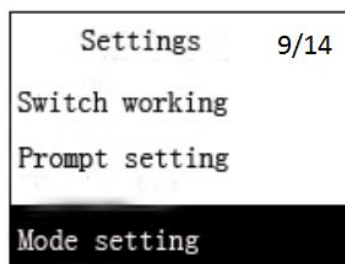 Settings 9/14
Switch working
Prompt setting
Mode setting